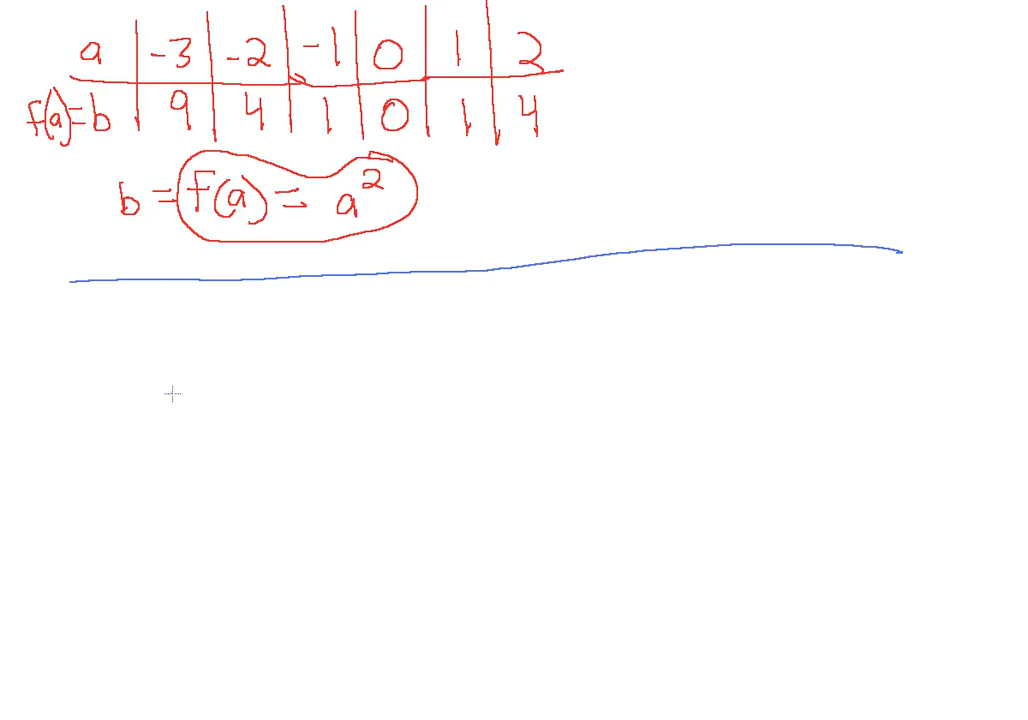 a -3 -2 -1 0 1 2
f(a)=b 9 4 1 0 1 4
b = f(a) = a²